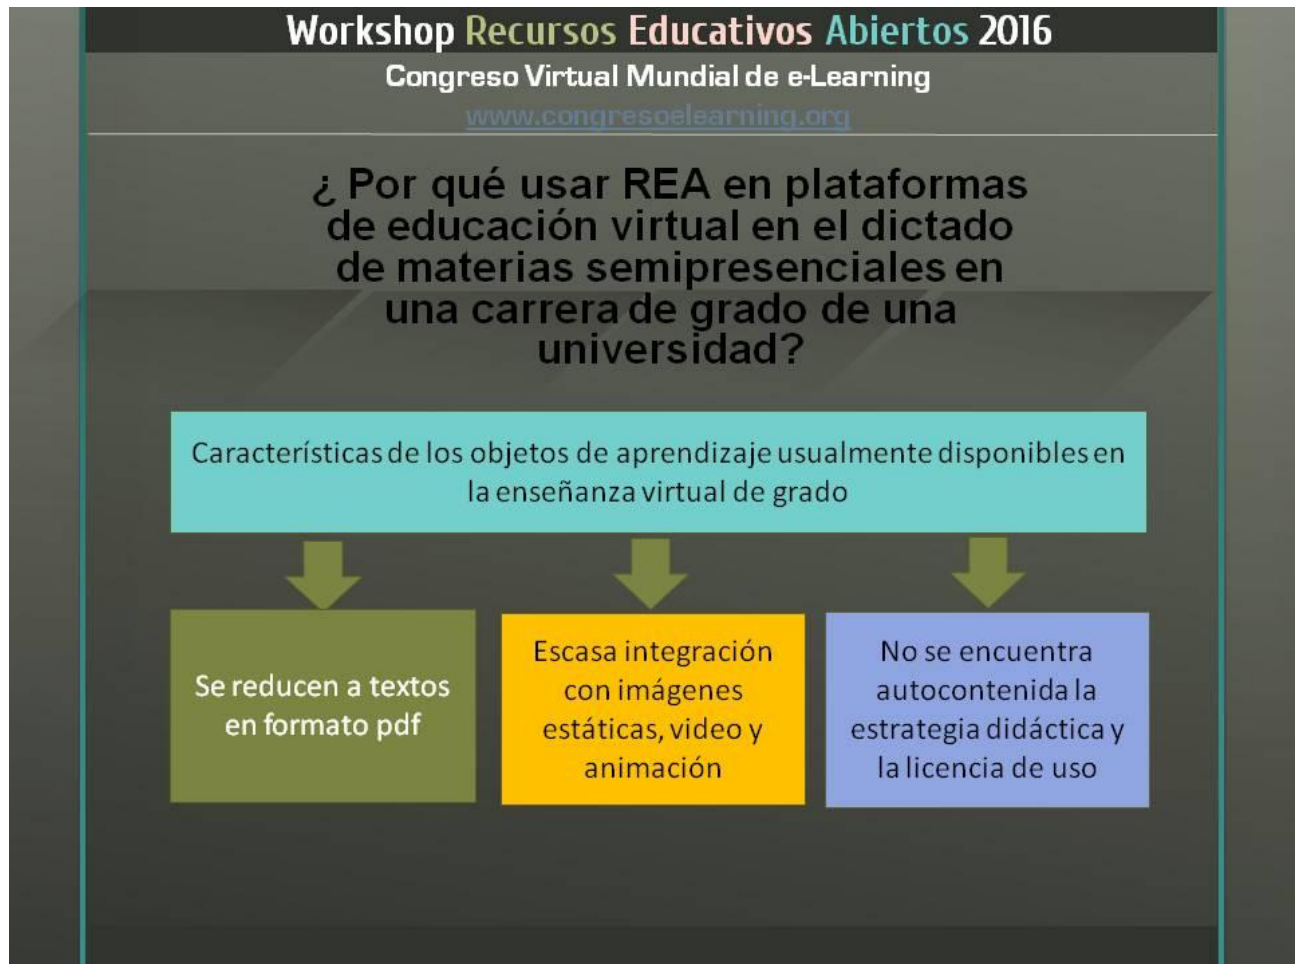 Workshop Recursos Educativos Abiertos 2016
Congreso Virtual Mundial de e-Learning
www.congresoelearning.org
¿ Por qué usar REA en plataformas
de educación virtual en el dictado
de materias semipresenciales en
una carrera de grado de una
universidad?
Características de los objetos de aprendizaje usualmente disponibles en
la enseñanza virtual de grado
Se reducen a textos
en formato pdf
Escasa integración
con imágenes
estáticas, video y
animación
No se encuentra
autocontenida la
estrategia didáctica y
la licencia de uso